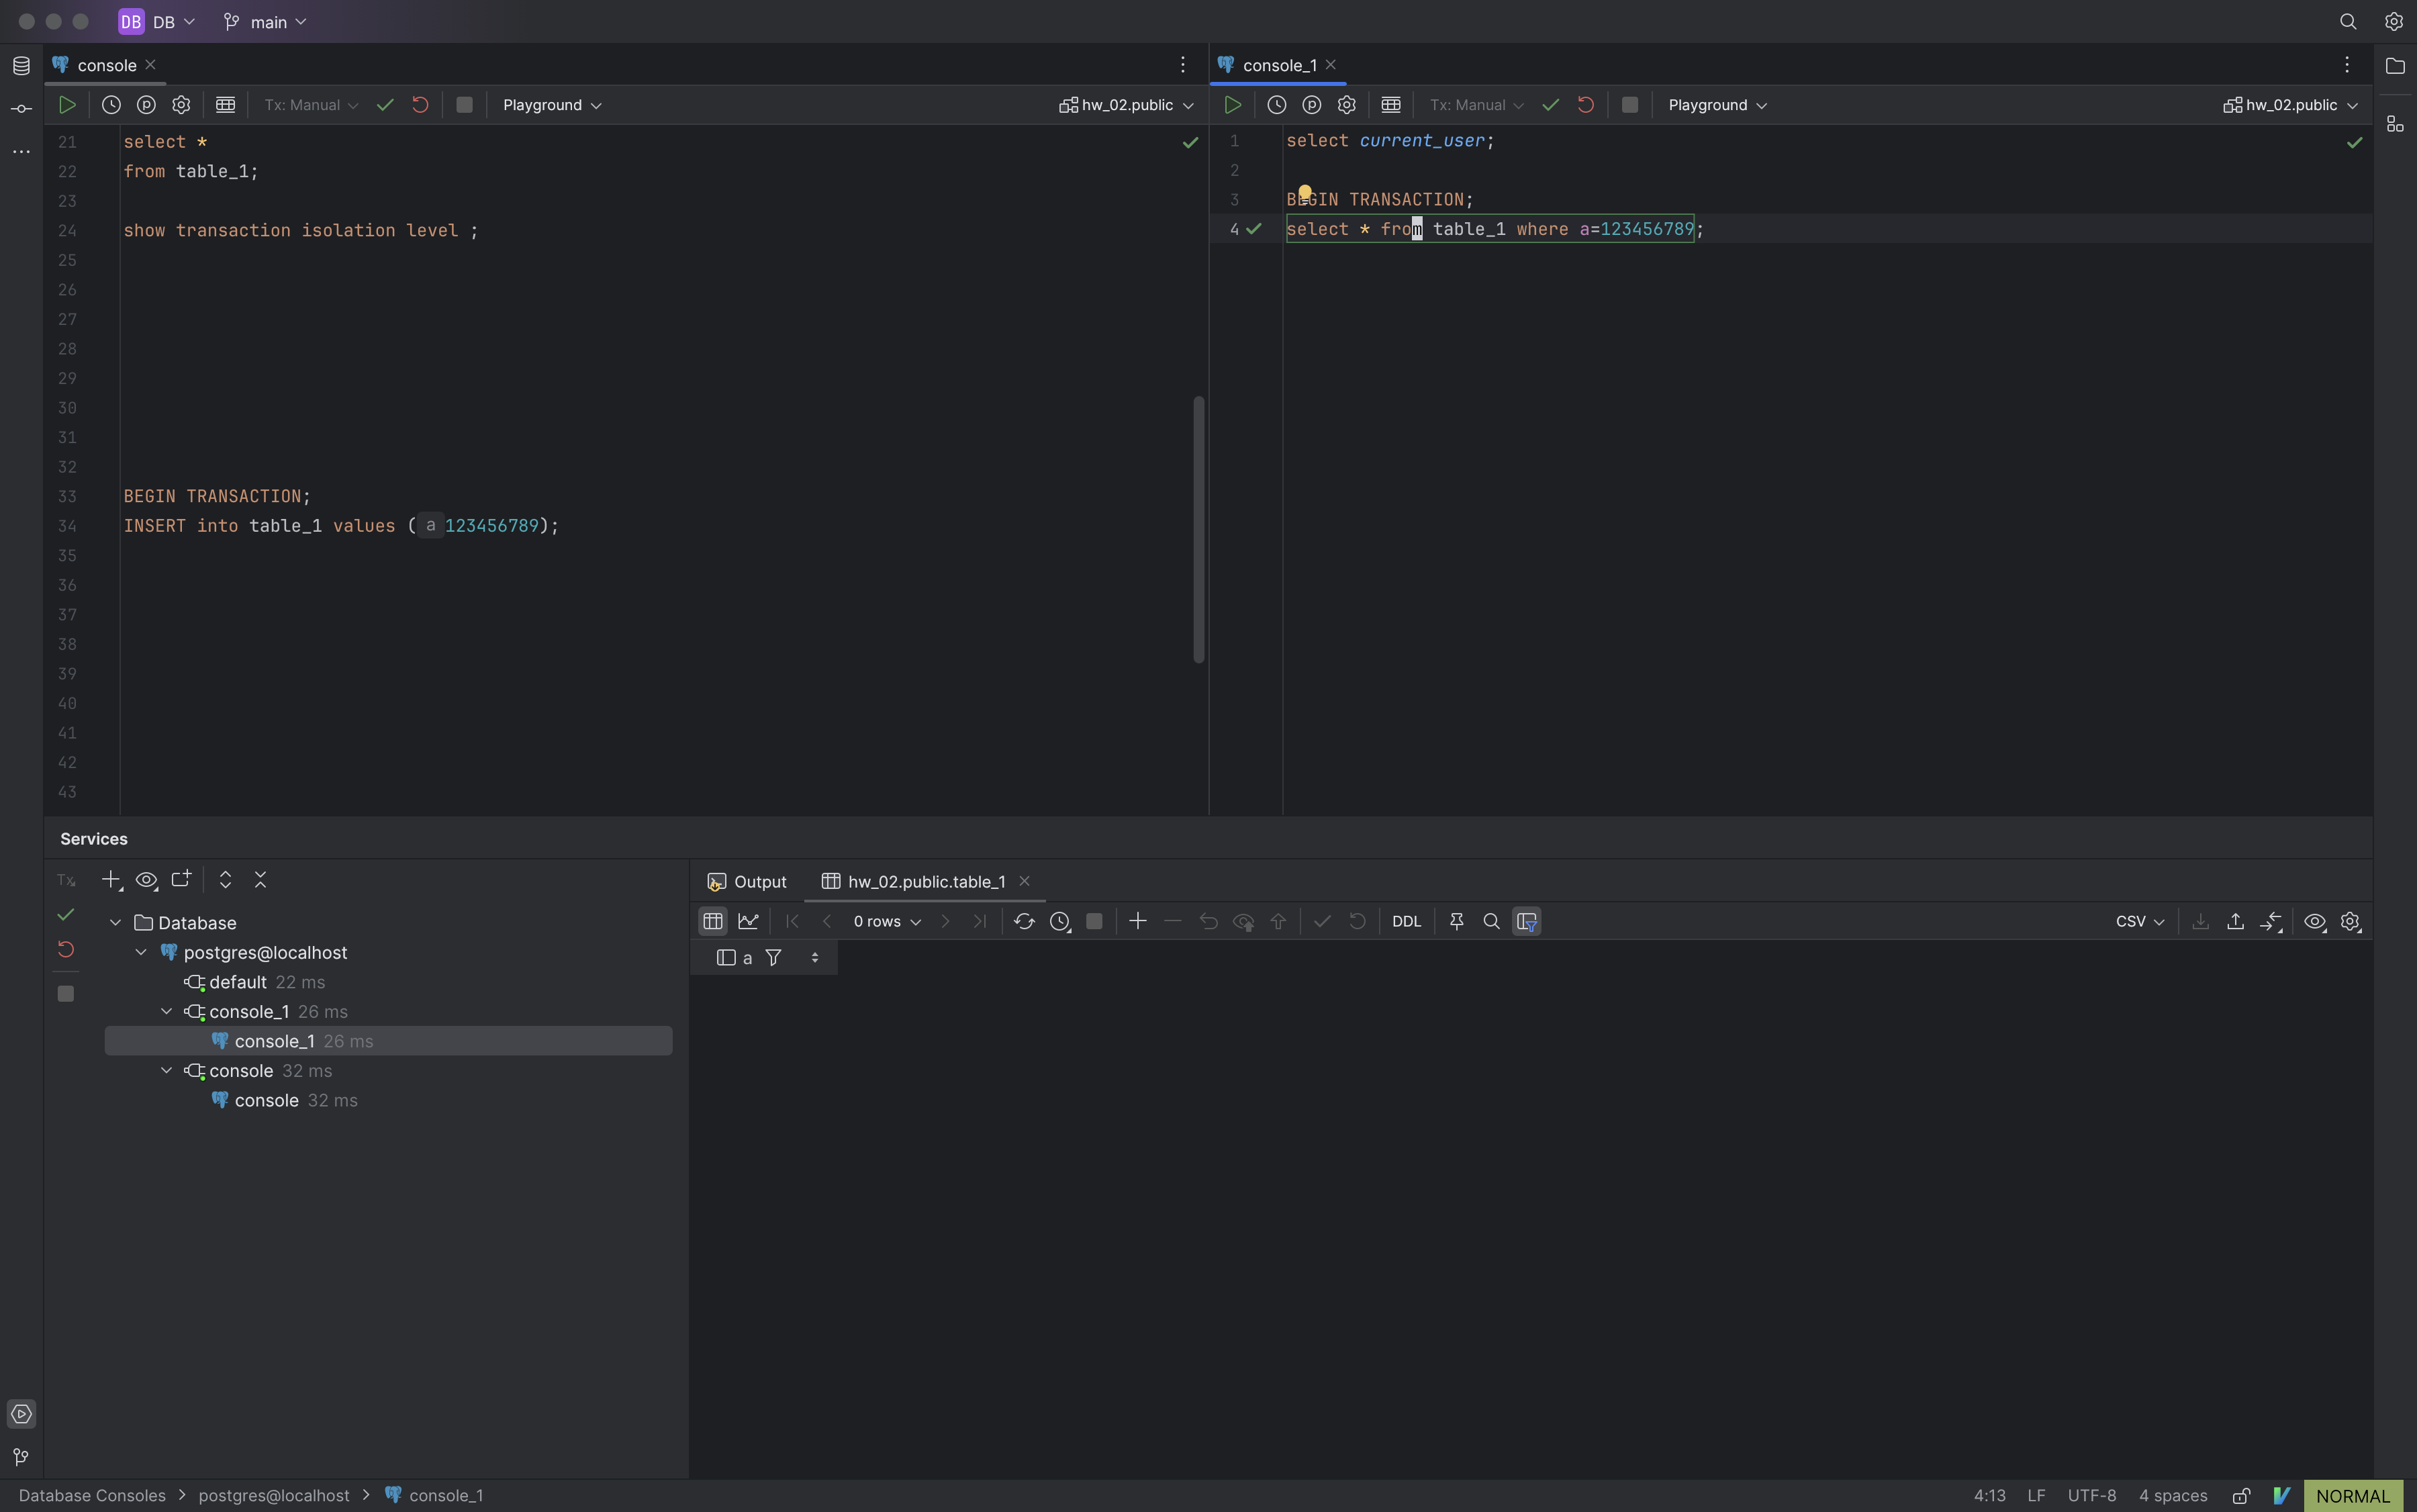 DB DB main
console
Tx: Manual Playground hw_02.public
21 select *
22 from table_1;
23
24 show transaction isolation level ;
25
26
27
28
29
30
31
32
33 BEGIN TRANSACTION;
34 INSERT into table_1 values ( a 123456789);
35
36
37
38
39
40
41
42
43
console_1
Tx: Manual Playground hw_02.public
1 select current_user;
2
3 BEGIN TRANSACTION;
4 select * from table_1 where a=123456789;
Services
Tx
Database
postgres@localhost
default 22 ms
console_1 26 ms
console_1 26 ms
console 32 ms
console 32 ms
Output hw_02.public.table_1
0 rows DDL CSV
a
Database Consoles postgres@localhost console_1 4:13 LF UTF-8 4 spaces NORMAL